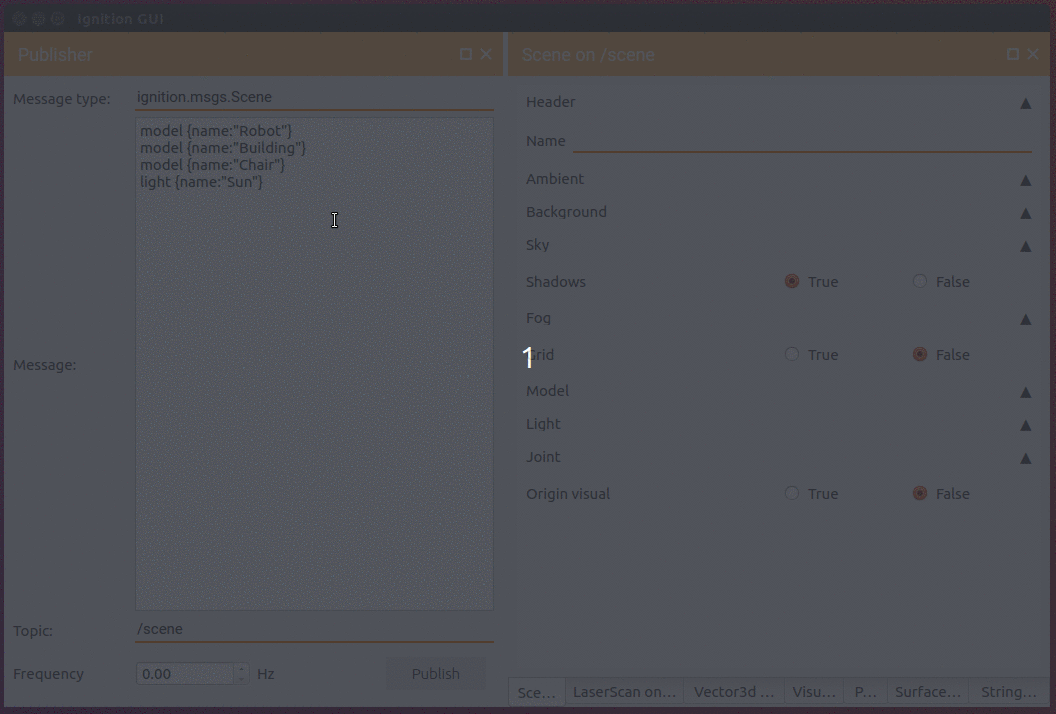 Ignition GUI
Publisher
Message type: ignition.msgs.Scene
Message:
model {name:"Robot"}
model {name:"Building"}
model {name:"Chair"}
light {name:"Sun"}
Topic: /scene
Frequency 0.00 Hz Publish
Scene on /scene
Header
Name
Ambient
Background
Sky
Shadows True False
Fog
Grid True False
1
Model
Light
Joint
Origin visual True False
Sce... LaserScan on... Vector3d ... Visu... P... Surface... String...